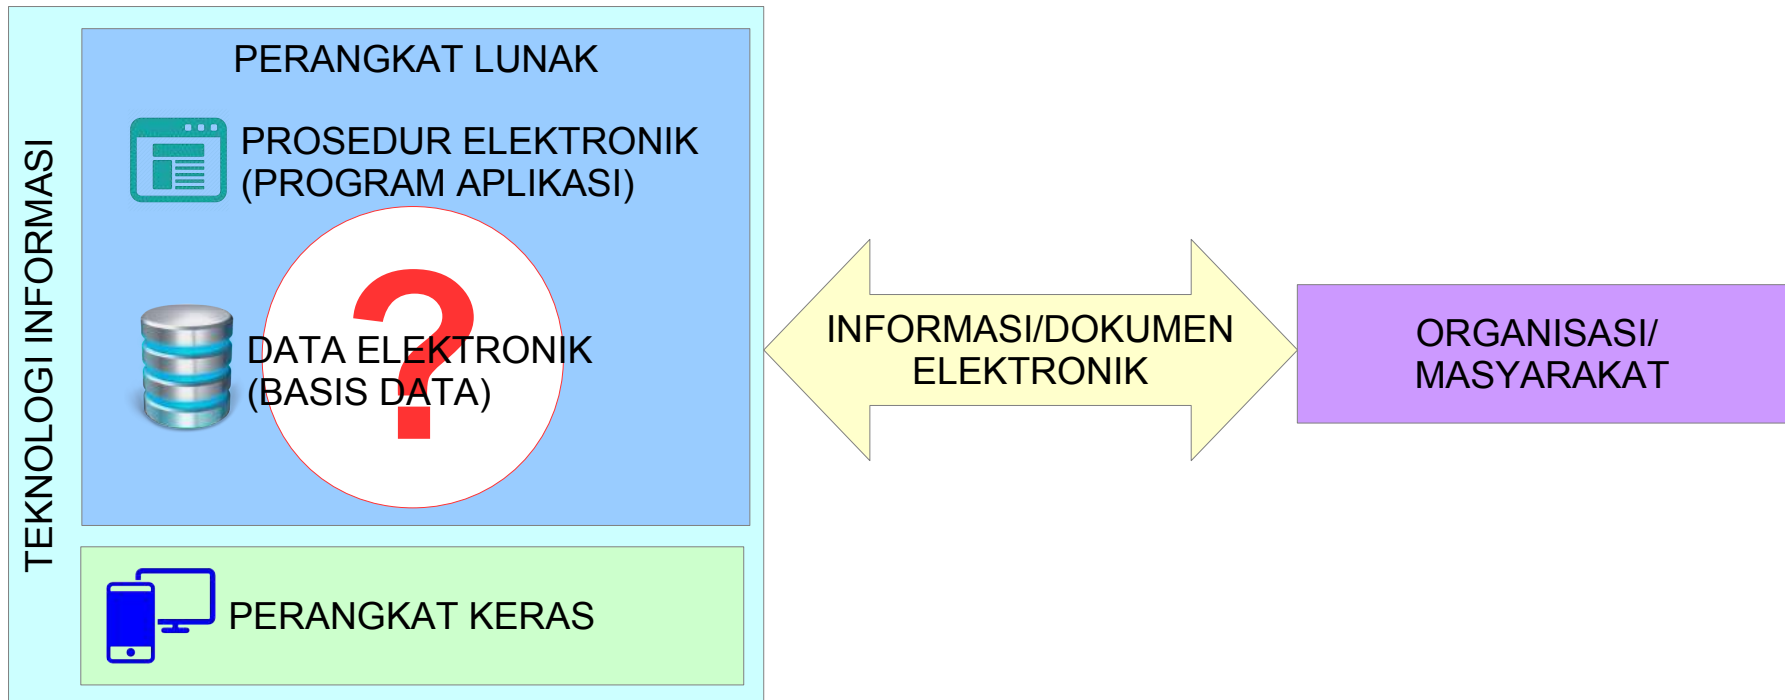 TEKNOLOGI INFORMASI
PERANGKAT LUNAK
PROSEDUR ELEKTRONIK
(PROGRAM APLIKASI)
?
DATA ELEKTRONIK
(BASIS DATA)
PERANGKAT KERAS
INFORMASI/DOKUMEN
ELEKTRONIK
ORGANISASI/
MASYARAKAT